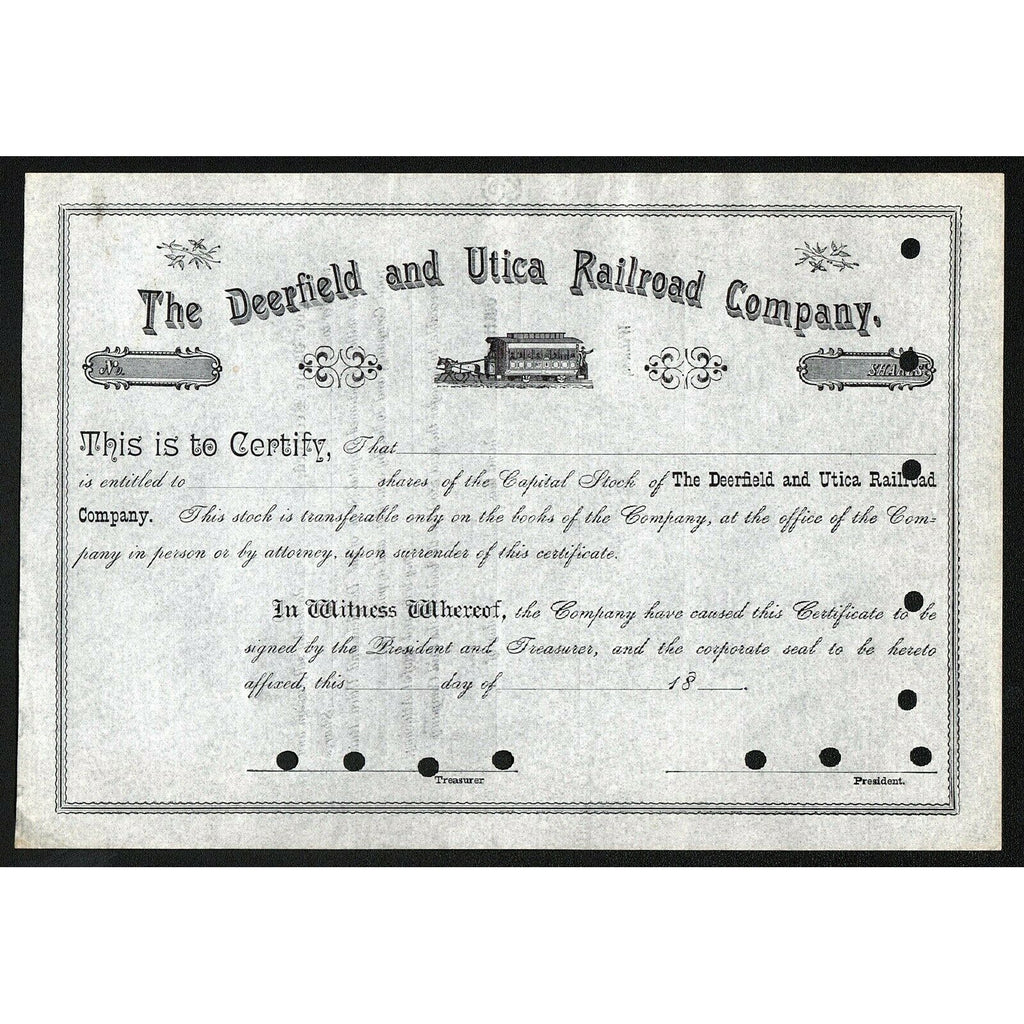 The Deerfield and Utica Railroad Company.
No. SHARES
This is to Certify, That
is entitled to shares of the Capital Stock of The Deerfield and Utica Railroad
Company. This stock is transferable only on the books of the Company, at the office of the Com=
pany in person or by attorney, upon surrender of this certificate.
In Witness Whereof, the Company have caused this Certificate to be
signed by the President and Treasurer, and the corporate seal to be hereto
affixed, this day of 18 .
Treasurer President.